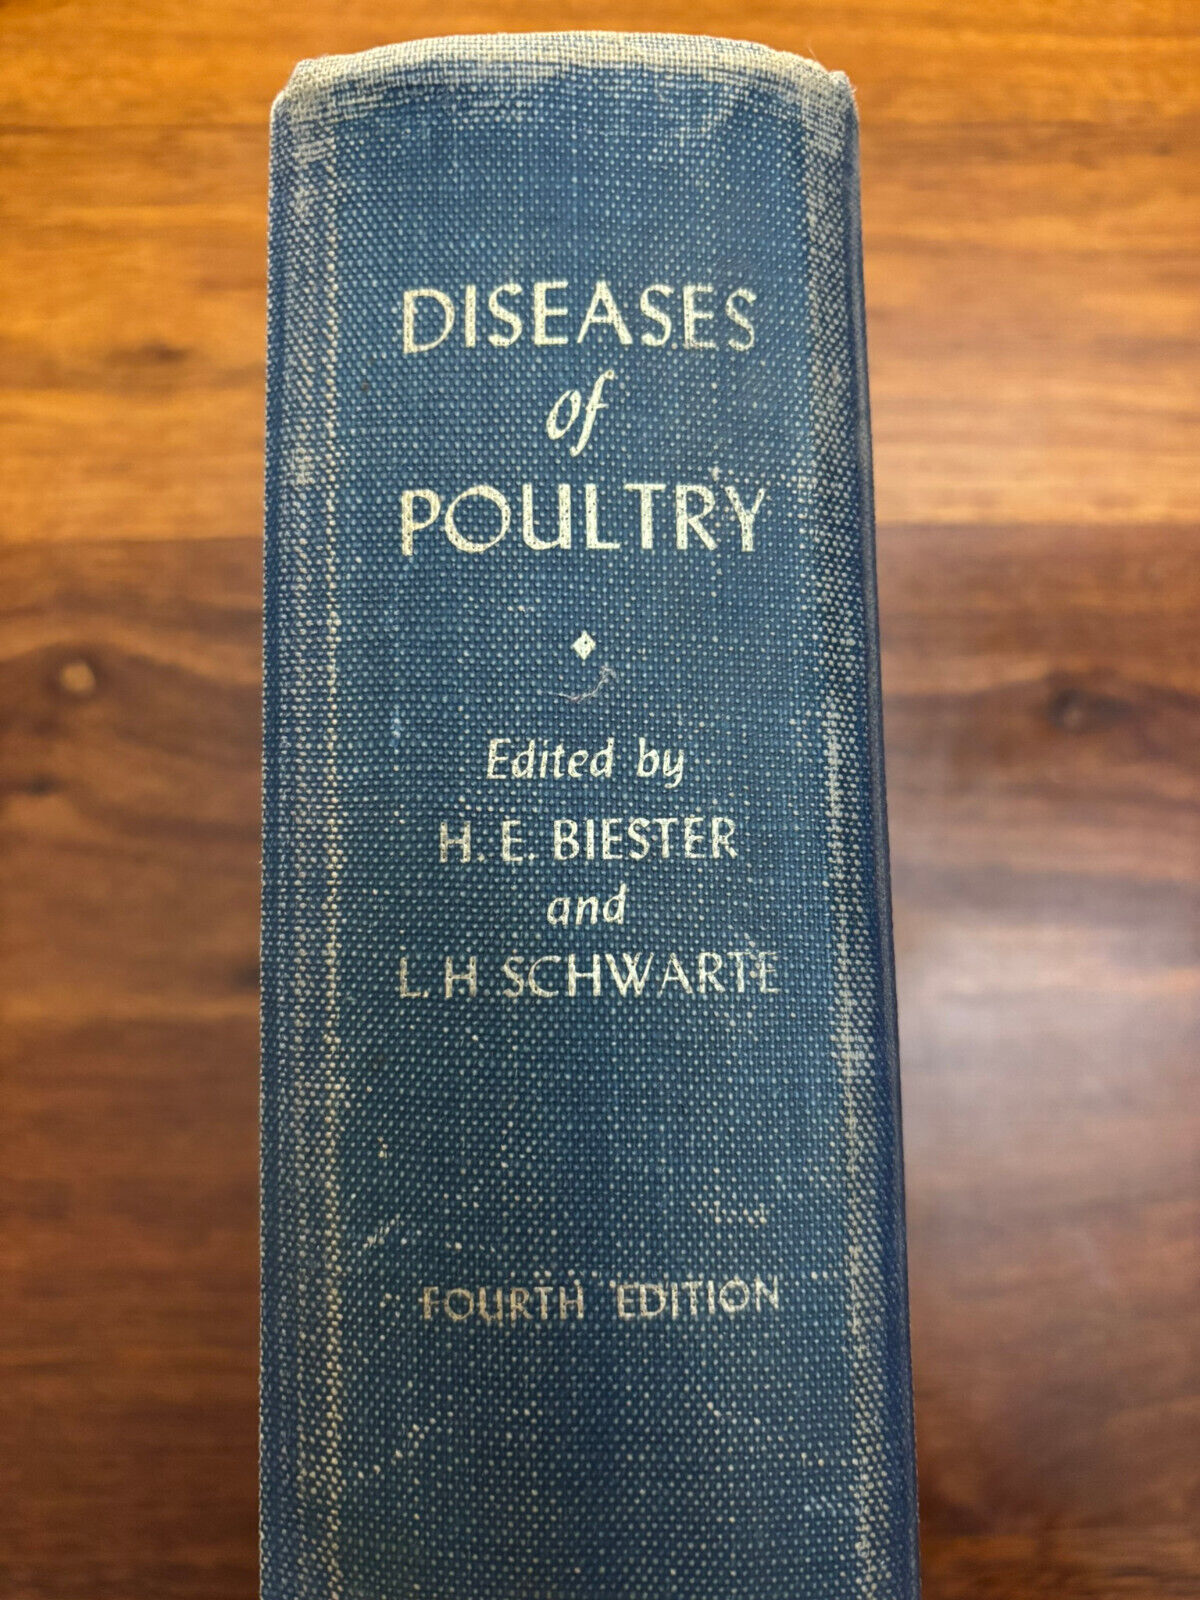 DISEASES
of
POULTRY
Edited by
H. E. BIESTER
and
L. H SCHWARTE
FOURTH EDITION